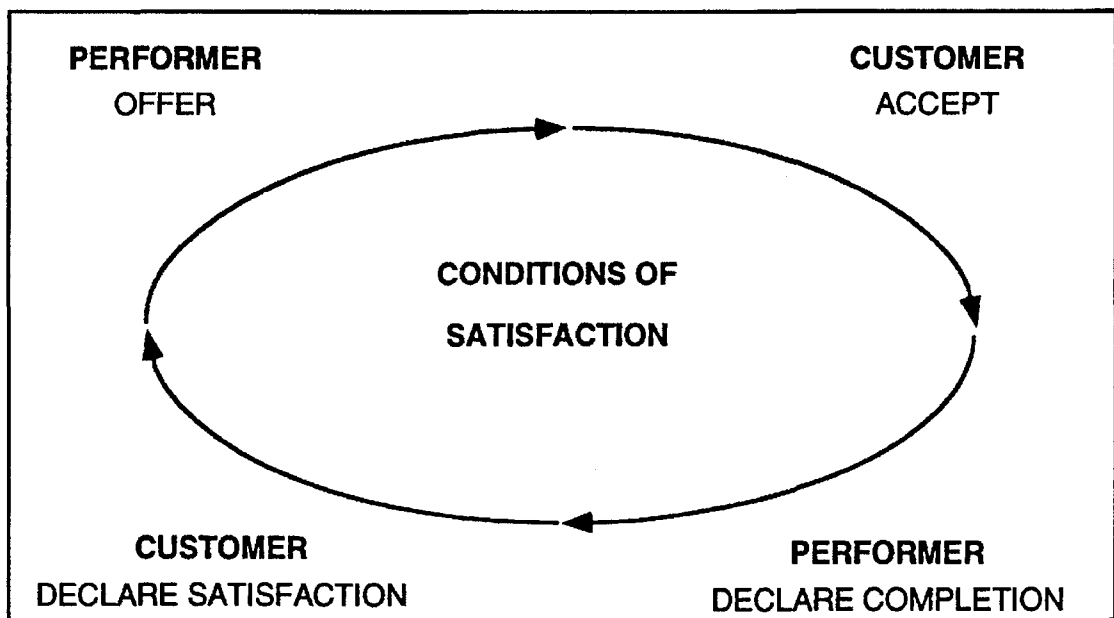 PERFORMER
OFFER
CUSTOMER
ACCEPT
CONDITIONS OF
SATISFACTION
CUSTOMER
DECLARE SATISFACTION
PERFORMER
DECLARE COMPLETION